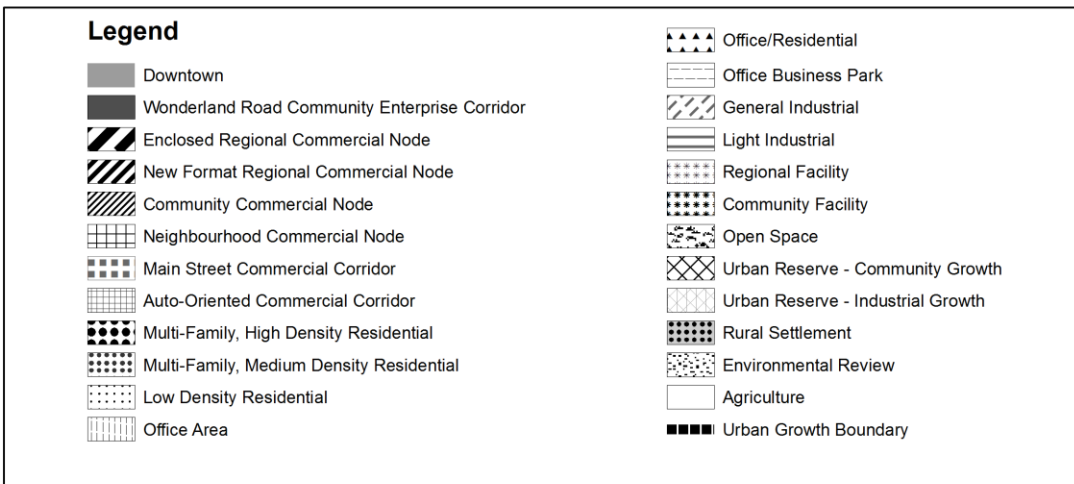 Legend
Downtown
Wonderland Road Community Enterprise Corridor
Enclosed Regional Commercial Node
New Format Regional Commercial Node
Community Commercial Node
Neighbourhood Commercial Node
Main Street Commercial Corridor
Auto-Oriented Commercial Corridor
Multi-Family, High Density Residential
Multi-Family, Medium Density Residential
Low Density Residential
Office Area
Office/Residential
Office Business Park
General Industrial
Light Industrial
Regional Facility
Community Facility
Open Space
Urban Reserve - Community Growth
Urban Reserve - Industrial Growth
Rural Settlement
Environmental Review
Agriculture
Urban Growth Boundary